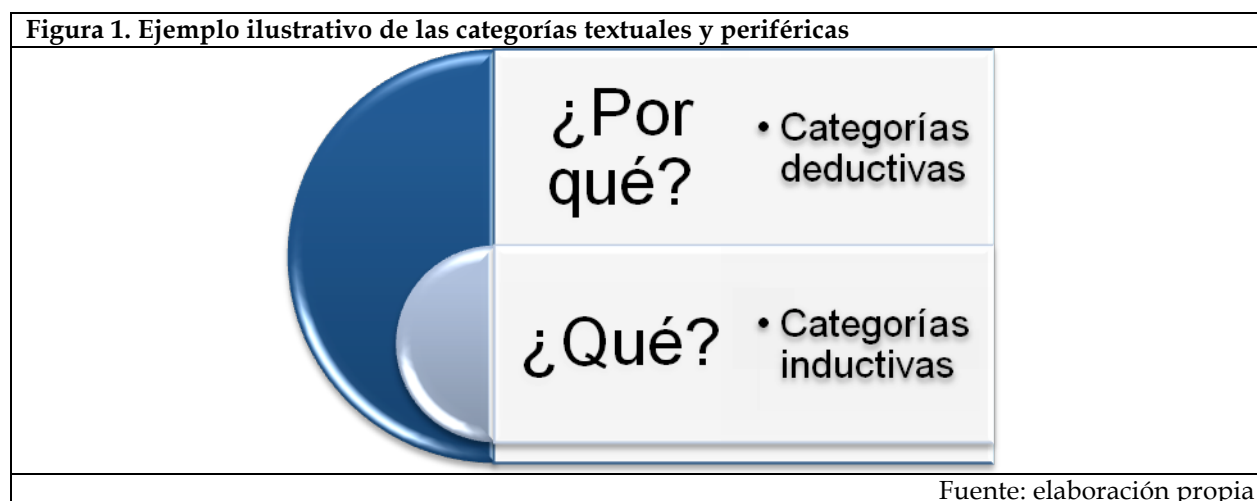 Figura 1. Ejemplo ilustrativo de las categorías textuales y periféricas
¿Por
qué?
• Categorías
deductivas
¿Qué?
• Categorías
inductivas
Fuente: elaboración propia